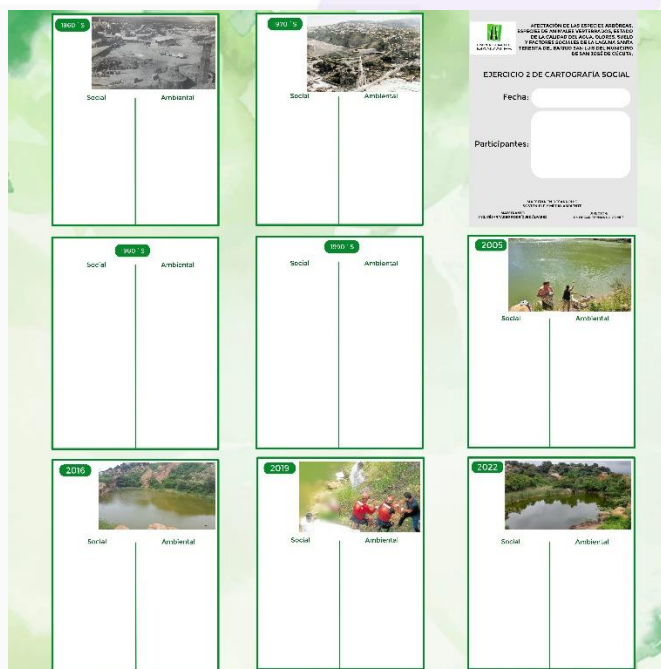 1960´S
Social Ambiental
970´S
Social Ambiental
AFECTACIÓN DE LAS ESPECIES ARBÓREAS,
ESPECIES DE ANIMALES VERTEBRADOS, ESTADO
DE LA CALIDAD DEL AGUA, OLORES, SUELO
Y FACTORES SOCIALES DE LA LAGUNA SANTA
TERESITA DEL BARRIO SAN LUIS DEL MUNICIPIO
DE SAN JOSÉ DE CÚCUTA.
EJERCICIO 2 DE CARTOGRAFÍA SOCIAL
Fecha:
Participantes:
1980´S
Social Ambiental
1990´S
Social Ambiental
2005
Social Ambiental
2016
Social Ambiental
2019
Social Ambiental
2022
Social Ambiental